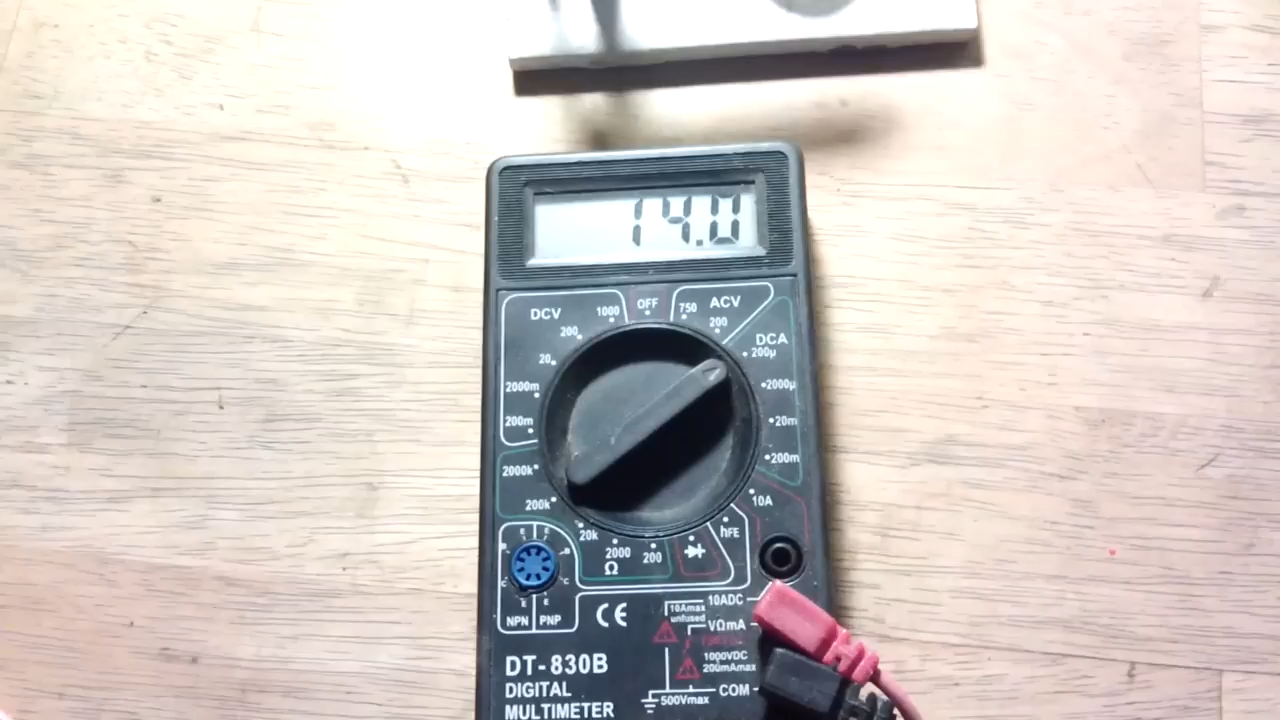 14.0
DCV 1000 OFF 750 ACV
200 200
DCA
20 200µ
2000m 2000µ
200m 20m
2000k 200m
200k 10A
20k 2000 200 hFE
Ω
E E
B B
C C
E E
NPN PNP
CE
10Amax
unfused
10ADC
VΩmA
1000VDC
200mAmax
500Vmax
COM
DT-830B
DIGITAL
MULTIMETER